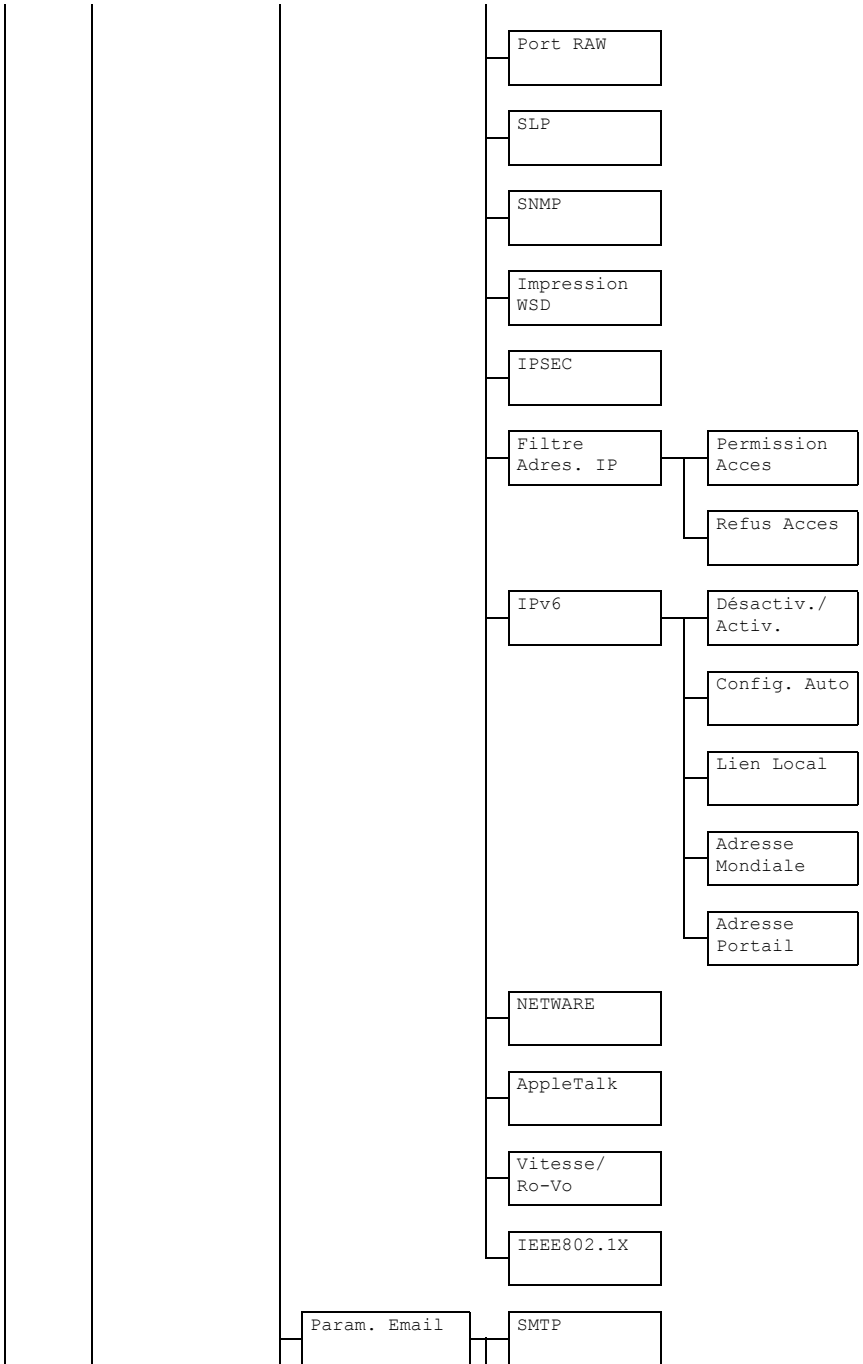 Port RAW
SLP
SNMP
Impression
WSD
IPSEC
Filtre
Adres. IP
Permission
Acces
Refus Acces
IPv6
Désactiv./
Activ.
Config. Auto
Lien Local
Adresse
Mondiale
Adresse
Portail
NETWARE
AppleTalk
Vitesse/
Ro-Vo
IEEE802.1X
Param. Email
SMTP